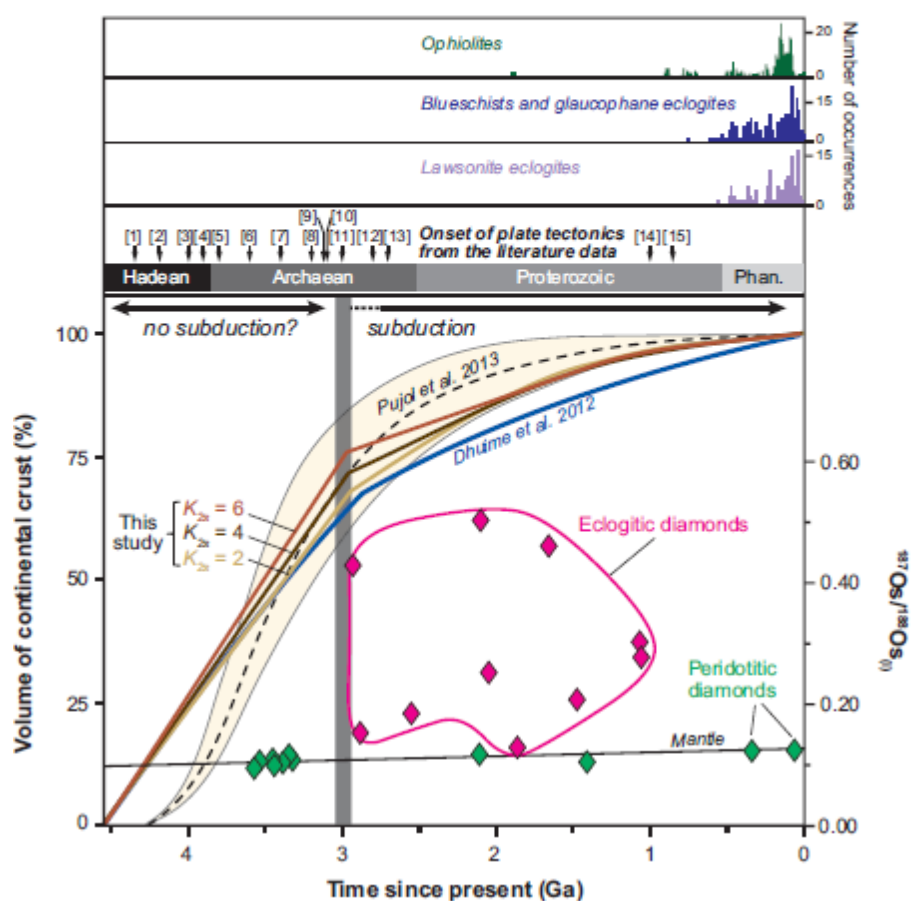 Ophiolites
20
0
Blueschists and glaucophane eclogites
15
0
Lawsonite eclogites
15
0
Number of occurrences
[9] [10]
[1] [2] [3] [4] [5] [6] [7] [8] [11] [12] [13] [14] [15]
Onset of plate tectonics
from the literature data
Hadean Archaean Proterozoic Phan.
no subduction? subduction
100
75
50
25
0
Volume of continental crust (%)
Pujol et al. 2013
Dhuime et al. 2012
This
study
K2x = 6
K2x = 4
K2x = 2
Eclogitic diamonds
Peridotitic
diamonds
Mantle
0.60
0.40
0.20
0.00
187Os/188Os(i)
4 3 2 1 0
Time since present (Ga)